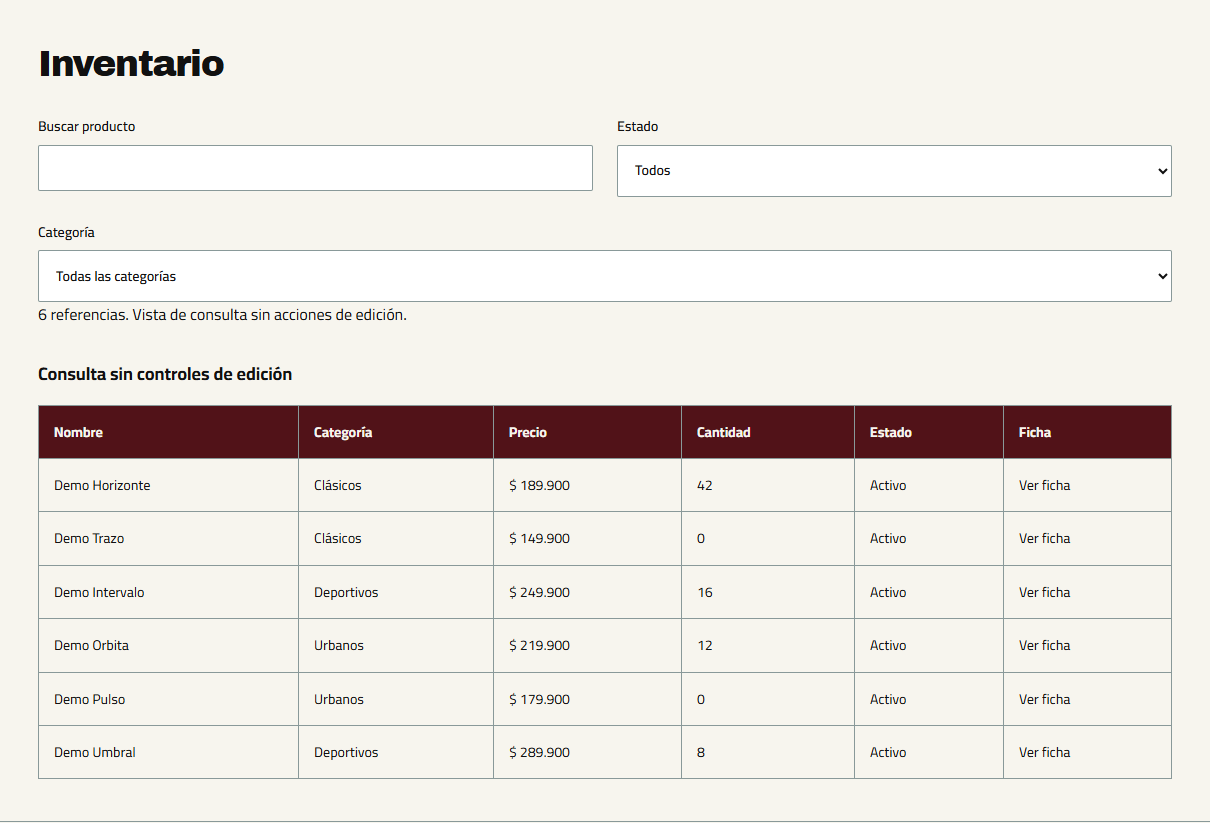 Inventario
Buscar producto
Estado
Todos
Categoría
Todas las categorías
6 referencias. Vista de consulta sin acciones de edición.
Consulta sin controles de edición
Nombre Categoría Precio Cantidad Estado Ficha
Demo Horizonte Clásicos $ 189.900 42 Activo Ver ficha
Demo Trazo Clásicos $ 149.900 0 Activo Ver ficha
Demo Intervalo Deportivos $ 249.900 16 Activo Ver ficha
Demo Orbita Urbanos $ 219.900 12 Activo Ver ficha
Demo Pulso Urbanos $ 179.900 0 Activo Ver ficha
Demo Umbral Deportivos $ 289.900 8 Activo Ver ficha